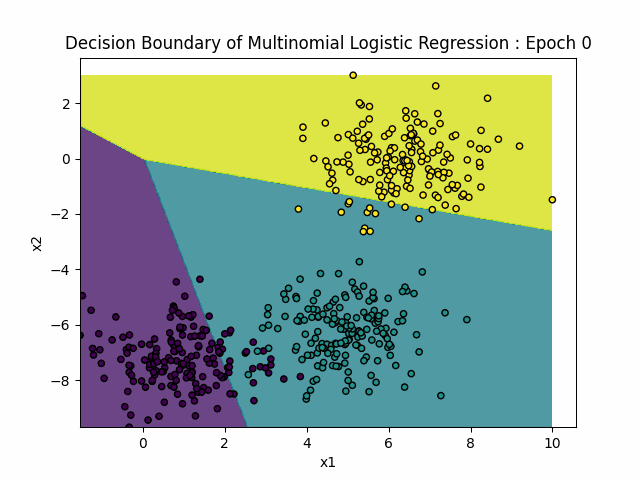 Decision Boundary of Multinomial Logistic Regression : Epoch 0
2
0
−2
−4
−6
−8
x2
0 2 4 6 8 10
x1